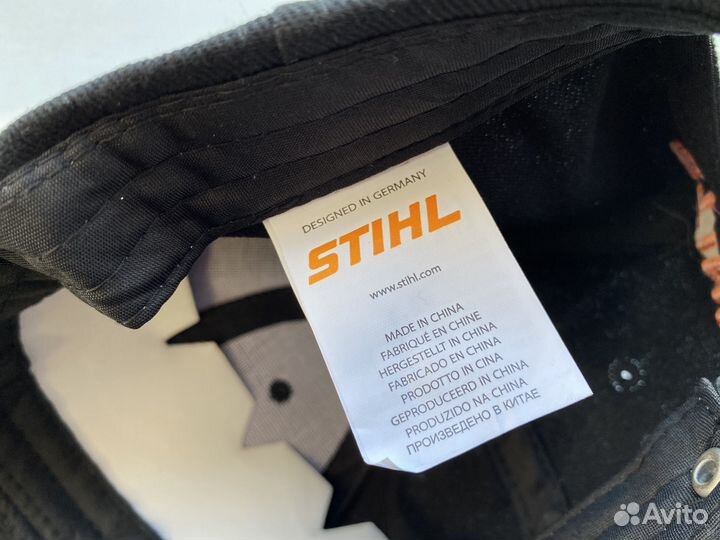 DESIGNED IN GERMANY
STIHL
www.stihl.com
MADE IN CHINA
FABRIQUÉ EN CHINE
HERGESTELLT IN CHINA
FABRICADO EN CHINA
PRODOTTO IN CINA
GEPRODUCEERD IN CHINA
PRODUZIDO NA CHINA
ПРОИЗВЕДЕНО В КИТАЕ
Avito